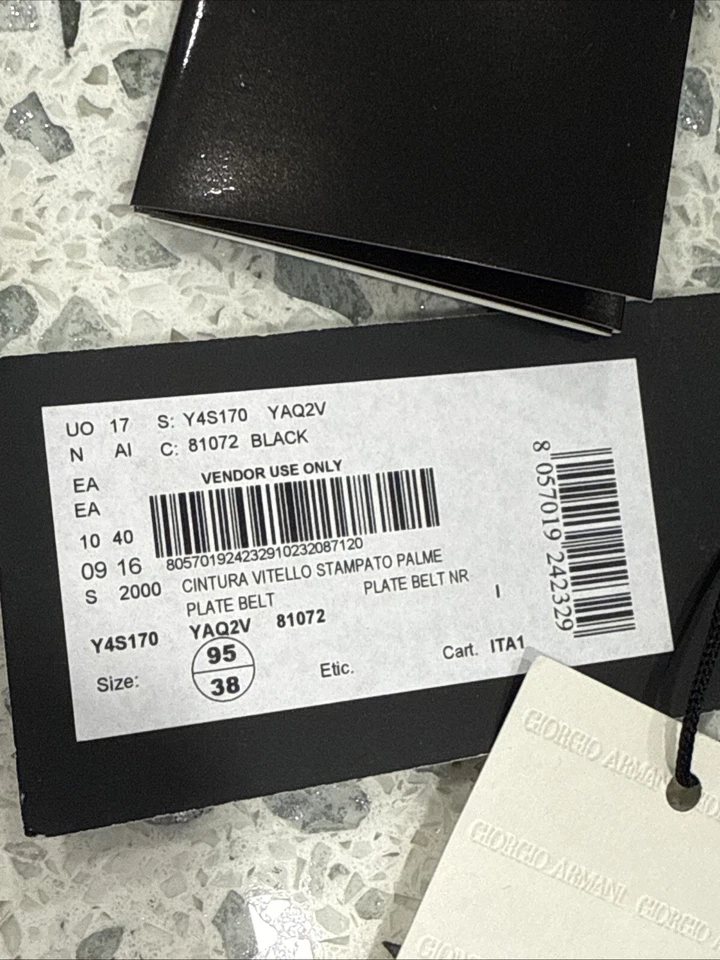 UO 17 S: Y4S170 YAQ2V
N AI C: 81072 BLACK
EA VENDOR USE ONLY
EA
10 40
805701924232910232087120
09 16 CINTURA VITELLO STAMPATO PALME
S 2000 PLATE BELT PLATE BELT NR I
Y4S170 YAQ2V 81072
95
Size: Etic. Cart. ITA1
38
8 057019 242329
GIORGIO ARMANI
GIORGIO ARMANI GIORGIO
GIORGIO